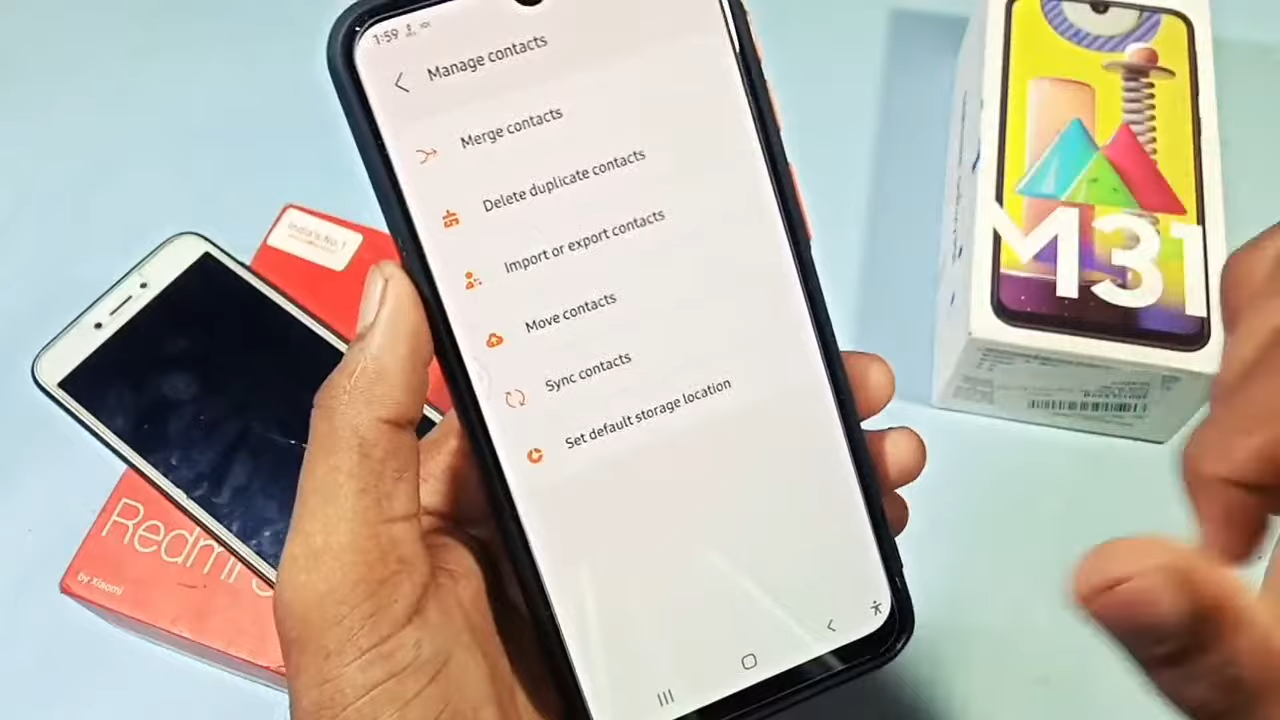 1:59
Manage contacts
Merge contacts
Delete duplicate contacts
Import or export contacts
Move contacts
Sync contacts
Set default storage location
M31
India's No.1
Redmi
by Xiaomi